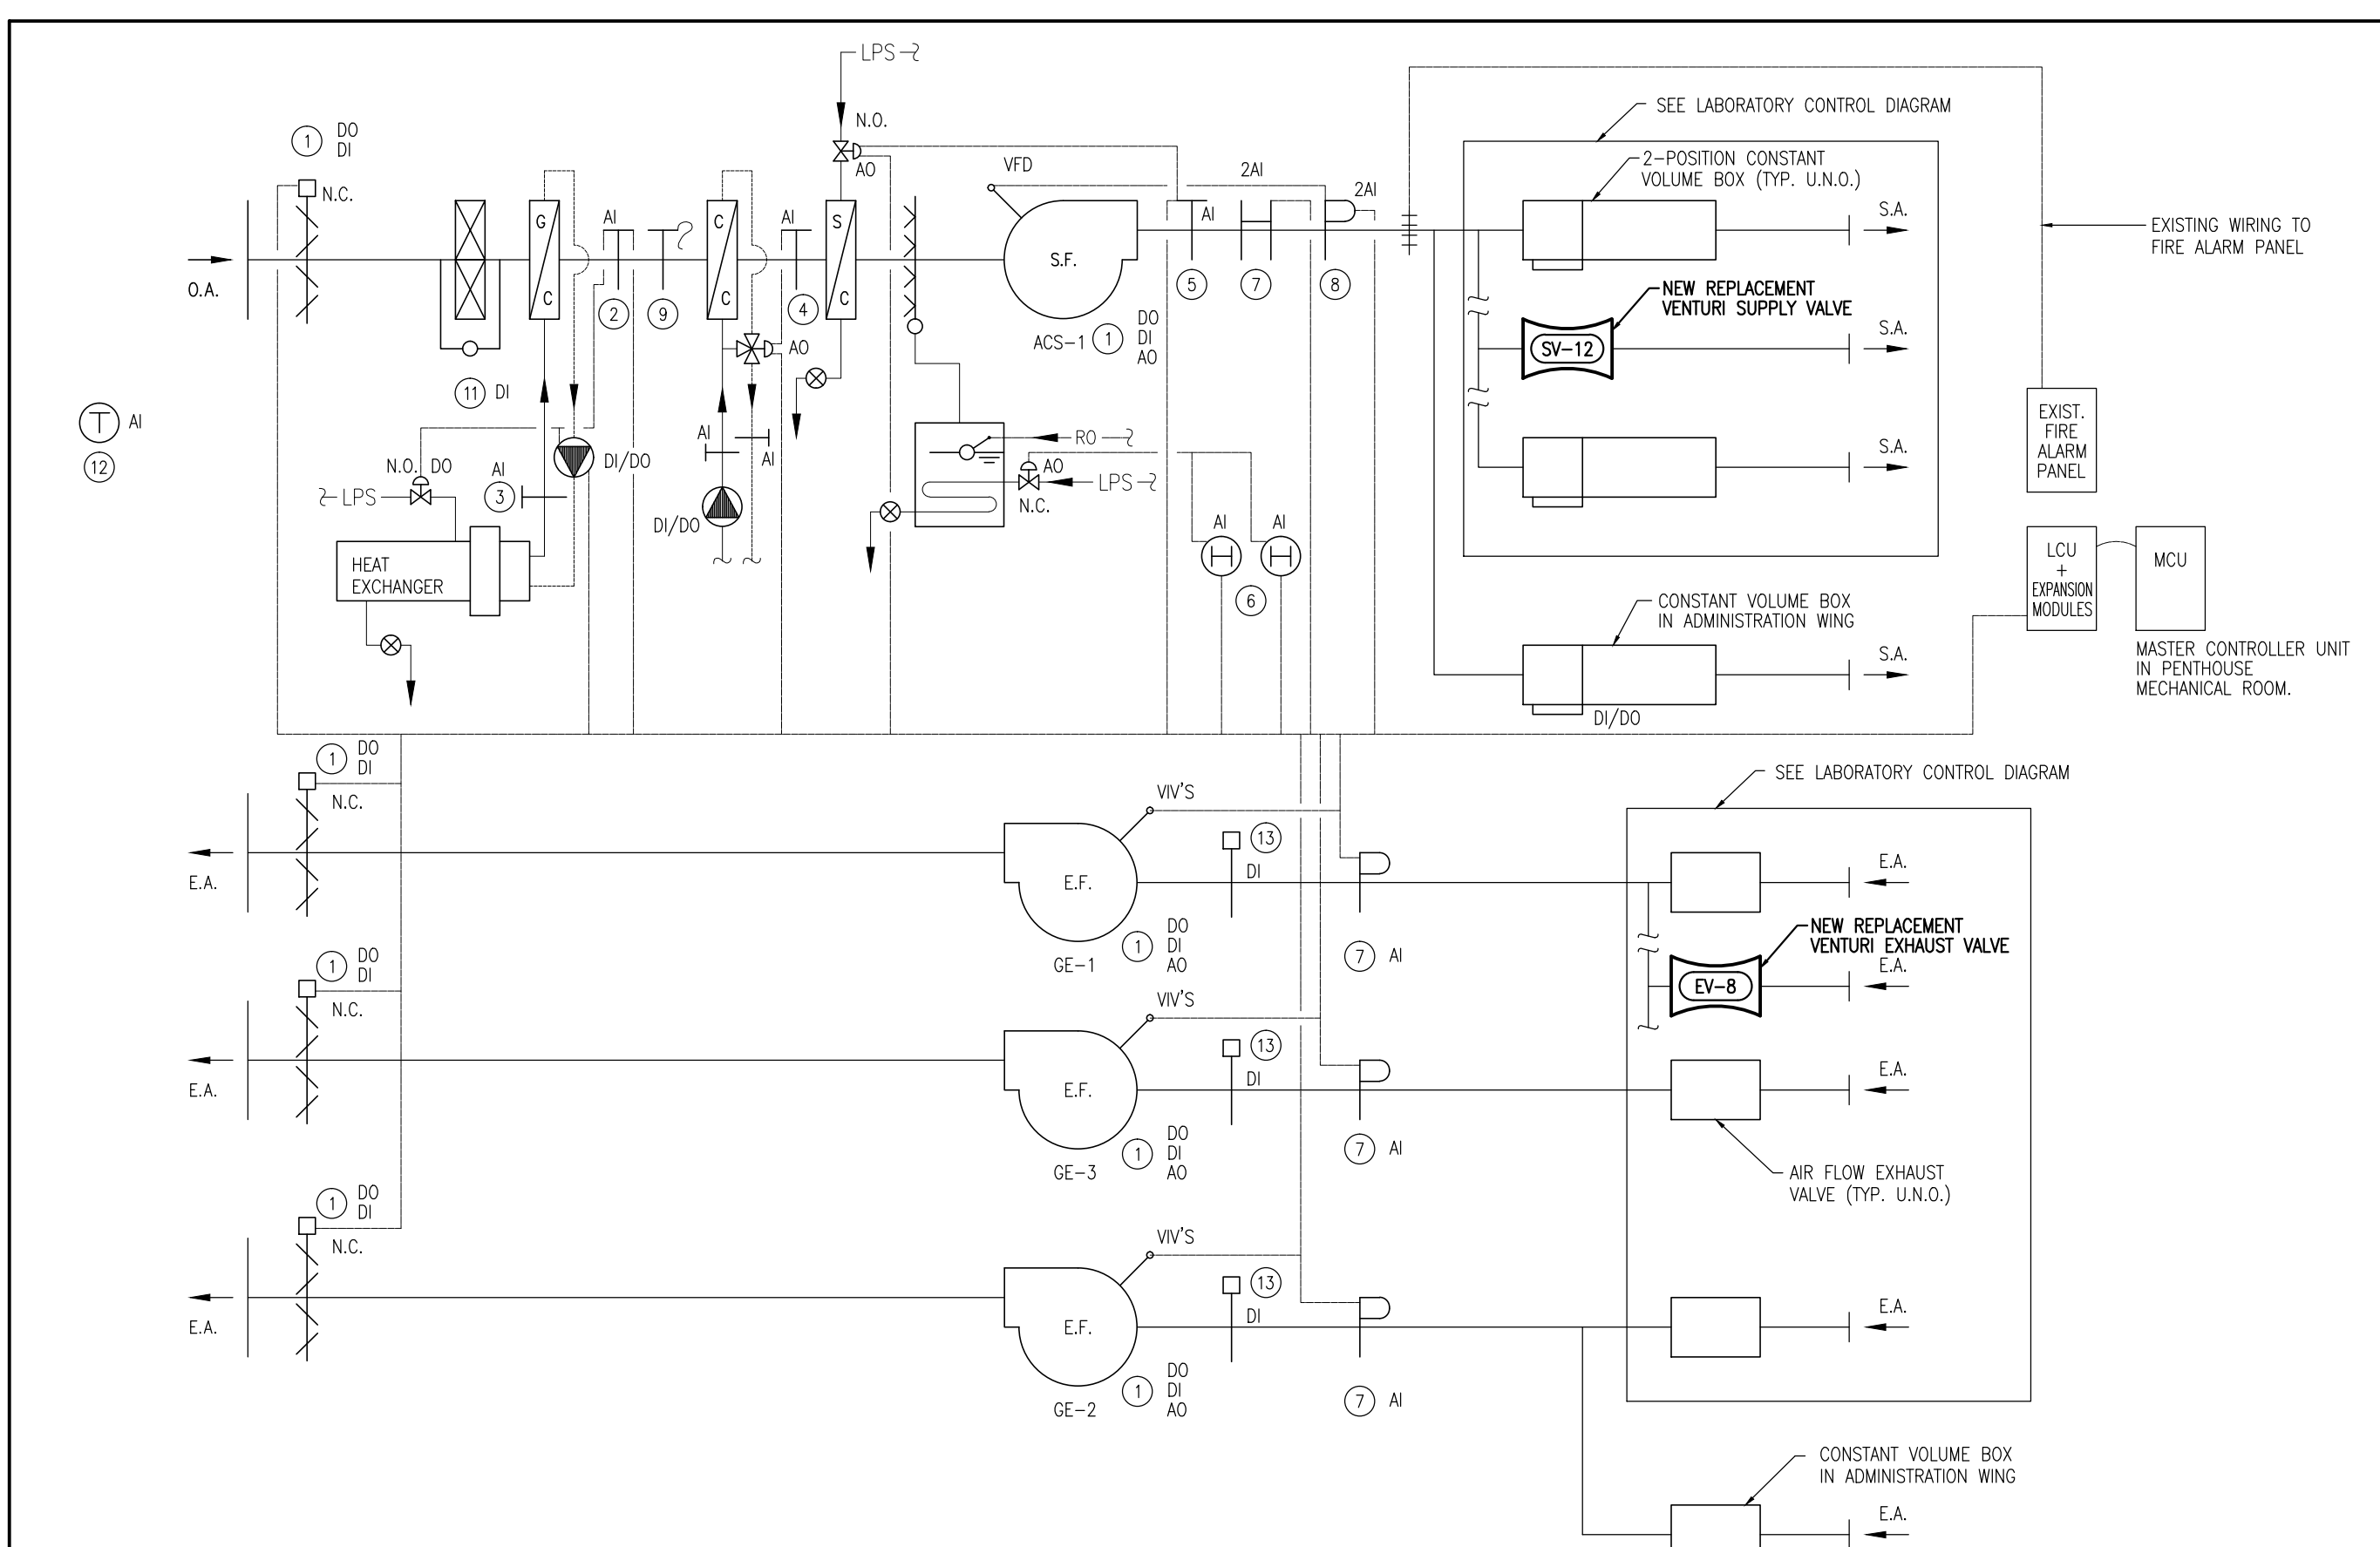 LPS
1 DO
DI
N.C.
N.O.
AO
VFD
2AI
2AI
SEE LABORATORY CONTROL DIAGRAM
2-POSITION CONSTANT
VOLUME BOX (TYP. U.N.O.)
S.A.
EXISTING WIRING TO
FIRE ALARM PANEL
O.A.
G
C
AI
2
9
C
C
AI
4
S
C
S.F.
AI
5
7
8
NEW REPLACEMENT
VENTURI SUPPLY VALVE
SV-12
S.A.
ACS-1 1 DO
DI
AO
AO
11 DI
T AI
12
N.O. DO
LPS
AI
3
DI/DO
AI
AI
DI/DO
RO
AO
LPS
N.C.
AI
AI
6
S.A.
EXIST.
FIRE
ALARM
PANEL
HEAT
EXCHANGER
LCU
+
EXPANSION
MODULES
MCU
MASTER CONTROLLER UNIT
IN PENTHOUSE
MECHANICAL ROOM.
CONSTANT VOLUME BOX
IN ADMINISTRATION WING
S.A.
DI/DO
1 DO
DI
N.C.
E.A.
VIV'S
E.F.
GE-1
1 DO
DI
AO
13
DI
7 AI
SEE LABORATORY CONTROL DIAGRAM
E.A.
NEW REPLACEMENT
VENTURI EXHAUST VALVE
EV-8
E.A.
1 DO
DI
N.C.
E.A.
VIV'S
E.F.
GE-3
1 DO
DI
AO
13
DI
7 AI
E.A.
AIR FLOW EXHAUST
VALVE (TYP. U.N.O.)
1 DO
DI
N.C.
E.A.
VIV'S
E.F.
GE-2
1 DO
DI
AO
13
DI
7 AI
E.A.
CONSTANT VOLUME BOX
IN ADMINISTRATION WING
E.A.